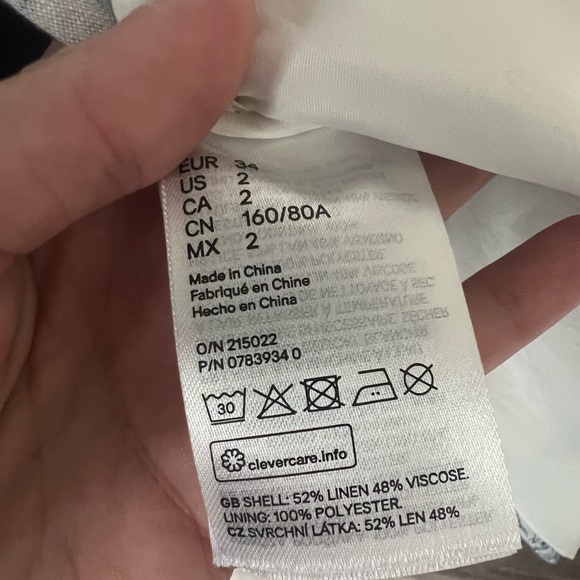 EUR 34
US 2
CA 2
CN 160/80A
MX 2
Made in China
Fabriqué en Chine
Hecho en China
O/N 215022
P/N 0783934 0
30
clevercare.info
GB SHELL: 52% LINEN 48% VISCOSE.
LINING: 100% POLYESTER.
CZ SVRCHNÍ LÁTKA: 52% LEN 48%